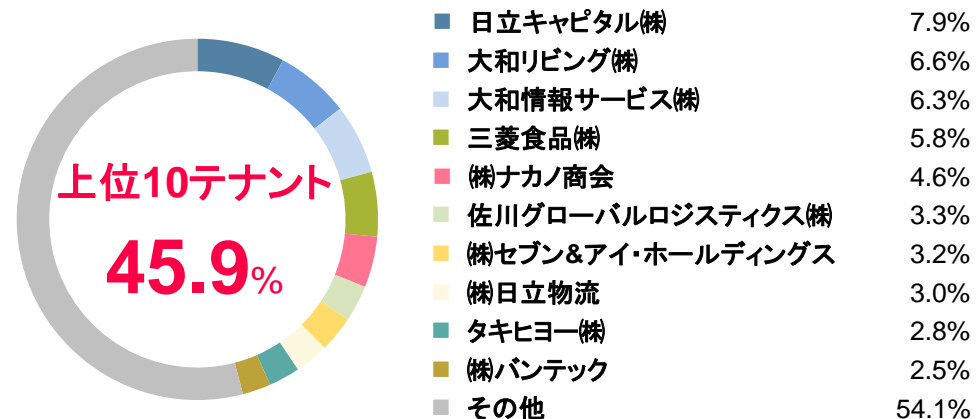 上位10テナント
45.9%
日立キャピタル㈱ 7.9%
大和リビング㈱ 6.6%
大和情報サービス㈱ 6.3%
三菱食品㈱ 5.8%
㈱ナカノ商会 4.6%
佐川グローバルロジスティクス㈱ 3.3%
㈱セブン&アイ・ホールディングス 3.2%
㈱日立物流 3.0%
タキヒヨー㈱ 2.8%
㈱バンテック 2.5%
その他 54.1%